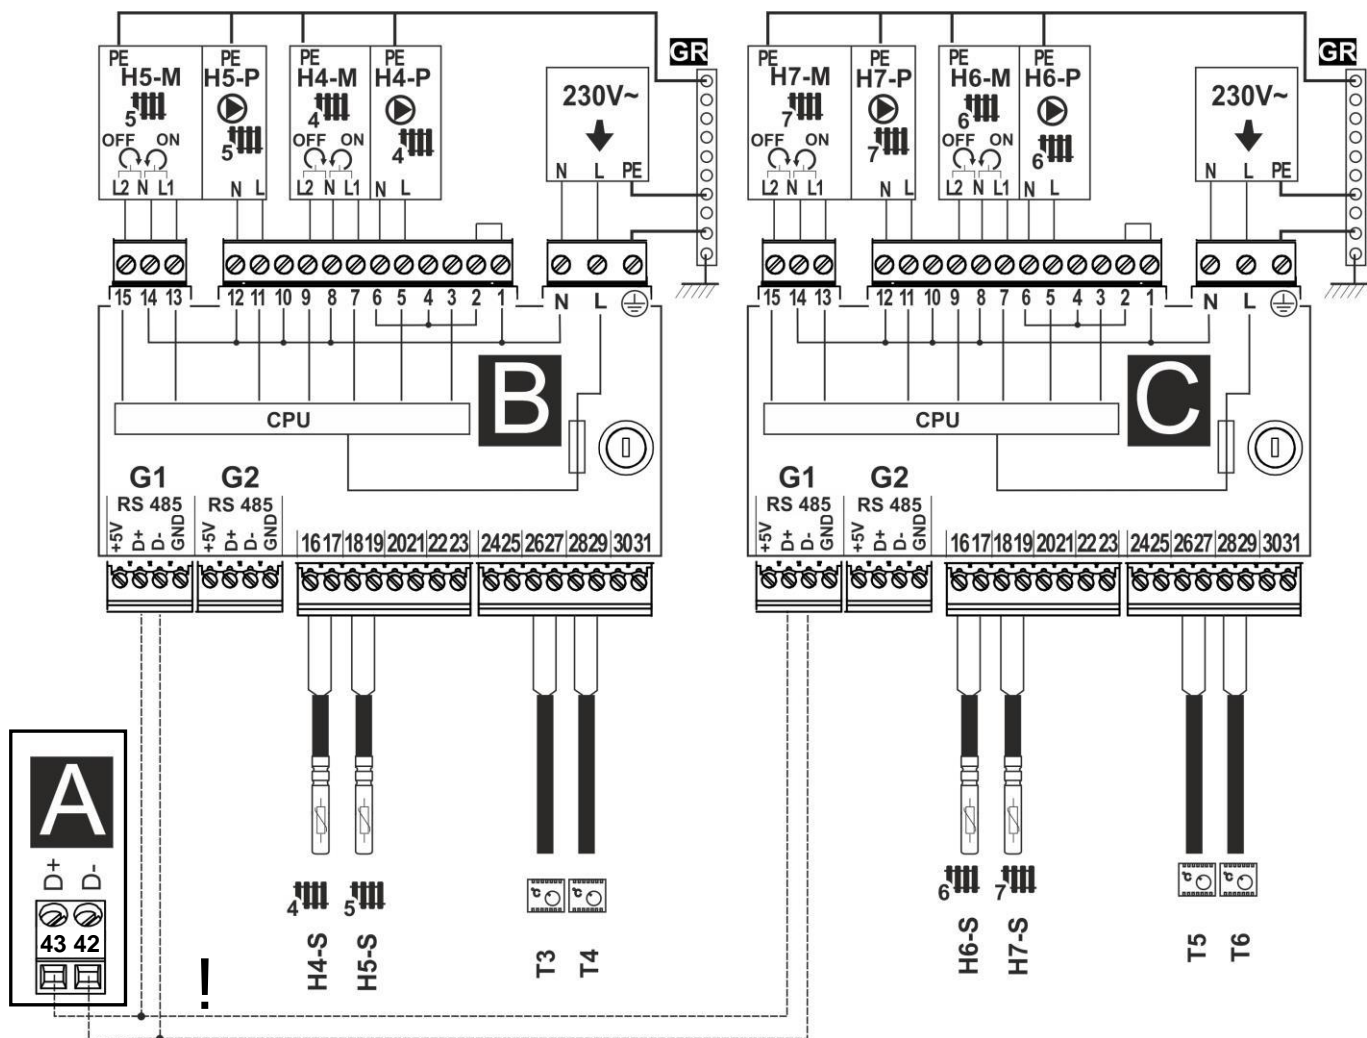 GR GR
PE PE PE PE PE PE PE PE
H5-M H5-P H4-M H4-P H7-M H7-P H6-M H6-P
230V~ 230V~
5 4 7 6
5 4 7 6
OFF ON OFF ON OFF ON OFF ON
N L PE N L PE
L2 N L1 N L L2 N L1 N L L2 N L1 N L L2 N L1 N L
15 14 13 12 11 10 9 8 7 6 5 4 3 2 1 N L 15 14 13 12 11 10 9 8 7 6 5 4 3 2 1 N L
B C
CPU CPU
G1 G2 G1 G2
RS 485 RS 485 RS 485 RS 485
+5V D+ D- GND +5V D+ D- GND +5V D+ D- GND +5V D+ D- GND
16 17 18 19 20 21 22 23 24 25 26 27 28 29 30 31 16 17 18 19 20 21 22 23 24 25 26 27 28 29 30 31
A
D+ D-
43 42
4 5 6 7
H4-S H5-S T3 T4 H6-S H7-S T5 T6
!